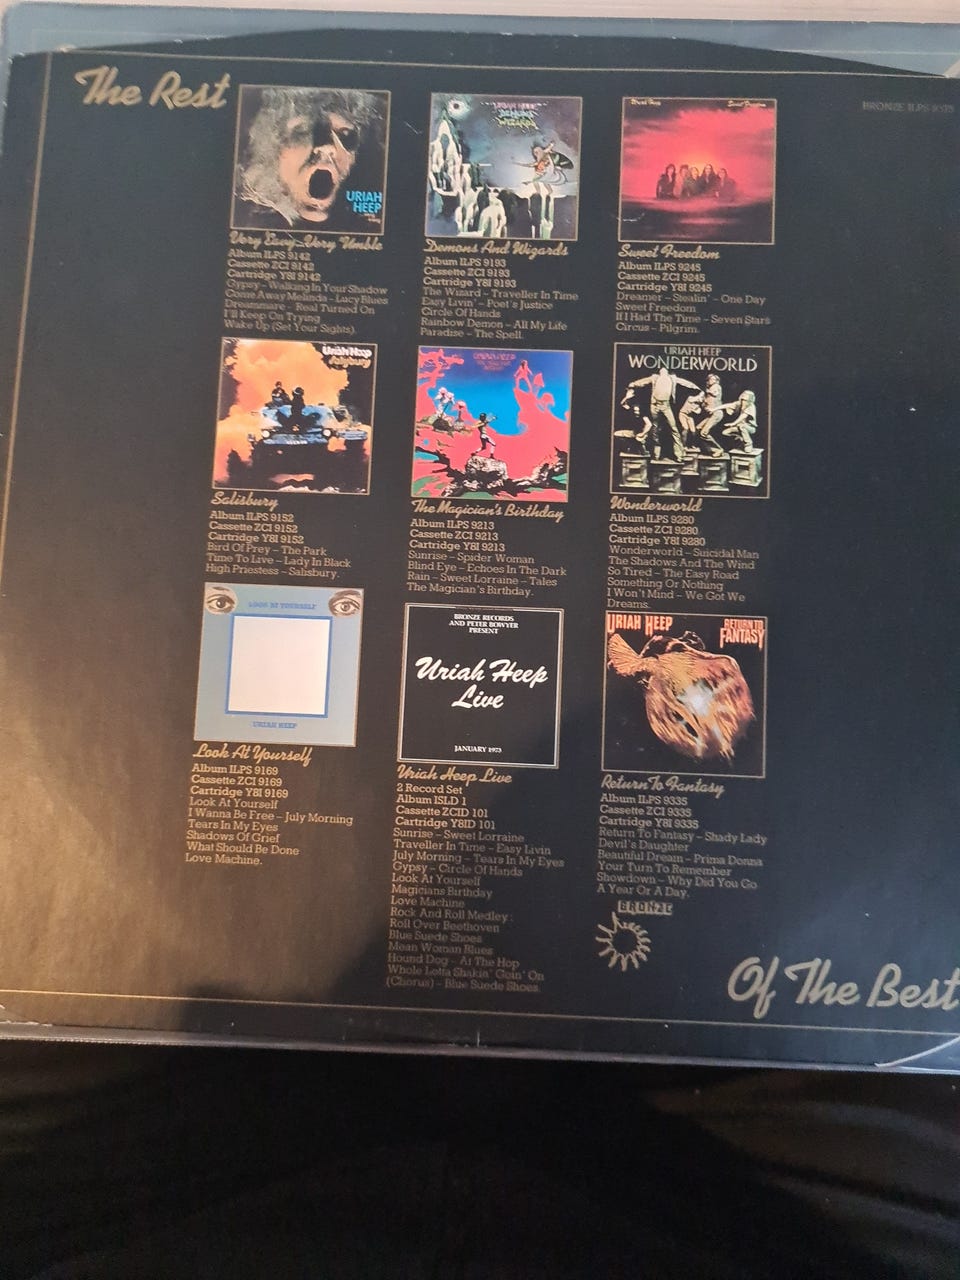 The Rest
BRONZE ILPS 9375
URIAH
HEEP
Very 'Eavy...Very 'Umble
Album ILPS 9142
Cassette ZCI 9142
Cartridge Y8I 9142
Gypsy – Walking In Your Shadow
Come Away Melinda – Lucy Blues
Dreammare – Real Turned On
I'll Keep On Trying
Wake Up (Set Your Sights).
URIAH HEEP
DEMONS
AND
WIZARDS
Demons And Wizards
Album ILPS 9193
Cassette ZCI 9193
Cartridge Y8I 9193
The Wizard – Traveller In Time
Easy Livin' – Poet's Justice
Circle Of Hands
Rainbow Demon – All My Life
Paradise – The Spell.
Uriah Heep Sweet Freedom
Sweet Freedom
Album ILPS 9245
Cassette ZCI 9245
Cartridge Y8I 9245
Dreamer – Stealin' – One Day
Sweet Freedom
If I Had The Time – Seven Stars
Circus – Pilgrim.
Uriah Heep
Salisbury
Salisbury
Album ILPS 9152
Cassette ZCI 9152
Cartridge Y8I 9152
Bird Of Prey – The Park
Time To Live – Lady In Black
High Priestess – Salisbury.
URIAH HEEP
The Magician's Birthday
Album ILPS 9213
Cassette ZCI 9213
Cartridge Y8I 9213
Sunrise – Spider Woman
Blind Eye – Echoes In The Dark
Rain – Sweet Lorraine – Tales
The Magician's Birthday.
URIAH HEEP
WONDERWORLD
Wonderworld
Album ILPS 9280
Cassette ZCI 9280
Cartridge Y8I 9280
Wonderworld – Suicidal Man
The Shadows And The Wind
So Tired – The Easy Road
Something Or Nothing
I Won't Mind – We Got We
Dreams.
LOOK AT YOURSELF
URIAH HEEP
Look At Yourself
Album ILPS 9169
Cassette ZCI 9169
Cartridge Y8I 9169
Look At Yourself
I Wanna Be Free – July Morning
Tears In My Eyes
Shadows Of Grief
What Should Be Done
Love Machine.
BRONZE RECORDS
AND PETER BOWYER
PRESENT
Uriah Heep
Live
JANUARY 1973
Uriah Heep Live
2 Record Set
Album ISLD 1
Cassette ZCID 101
Cartridge Y8ID 101
Sunrise – Sweet Lorraine
Traveller In Time – Easy Livin
July Morning – Tears In My Eyes
Gypsy – Circle Of Hands
Look At Yourself
Magicians Birthday
Love Machine
Rock And Roll Medley :
Roll Over Beethoven
Blue Suede Shoes
Mean Woman Blues
Hound Dog – At The Hop
Whole Lotta Shakin' Goin' On
(Chorus) – Blue Suede Shoes.
URIAH HEEP RETURN TO
FANTASY
Return To Fantasy
Album ILPS 9335
Cassette ZCI 9335
Cartridge Y8I 9335
Return To Fantasy – Shady Lady
Devil's Daughter
Beautiful Dream – Prima Donna
Your Turn To Remember
Showdown – Why Did You Go
A Year Or A Day.
BRONZE
Of The Best